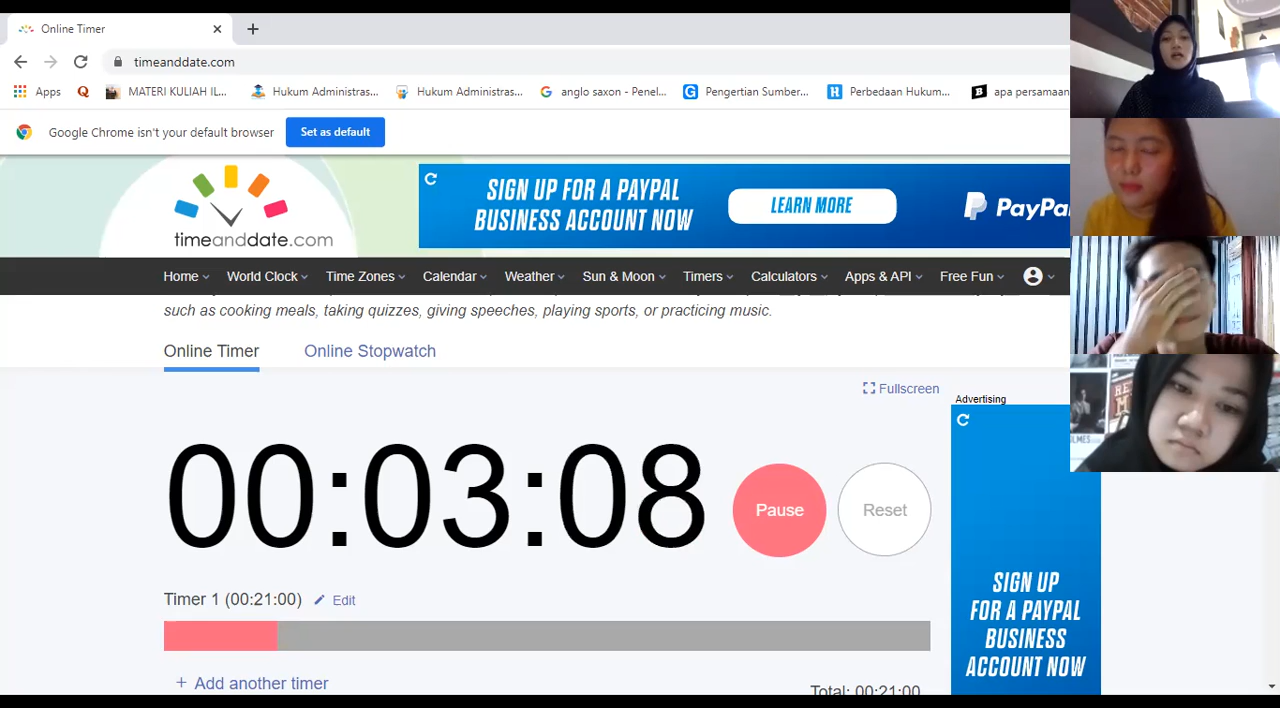 Online Timer
timeanddate.com
Apps
MATERI KULIAH IL...
Hukum Administras...
Hukum Administras...
anglo saxon - Penel...
Pengertian Sumber...
Perbedaan Hukum...
apa persamaan
Google Chrome isn't your default browser
Set as default
timeanddate.com
SIGN UP FOR A PAYPAL
BUSINESS ACCOUNT NOW
LEARN MORE
PayPa
Home
World Clock
Time Zones
Calendar
Weather
Sun & Moon
Timers
Calculators
Apps & API
Free Fun
such as cooking meals, taking quizzes, giving speeches, playing sports, or practicing music.
Online Timer
Online Stopwatch
Fullscreen
Advertising
00:03:08
Pause
Reset
Timer 1 (00:21:00)
Edit
SIGN UP
FOR A PAYPAL
BUSINESS
ACCOUNT NOW
+ Add another timer
Total: 00:21:00